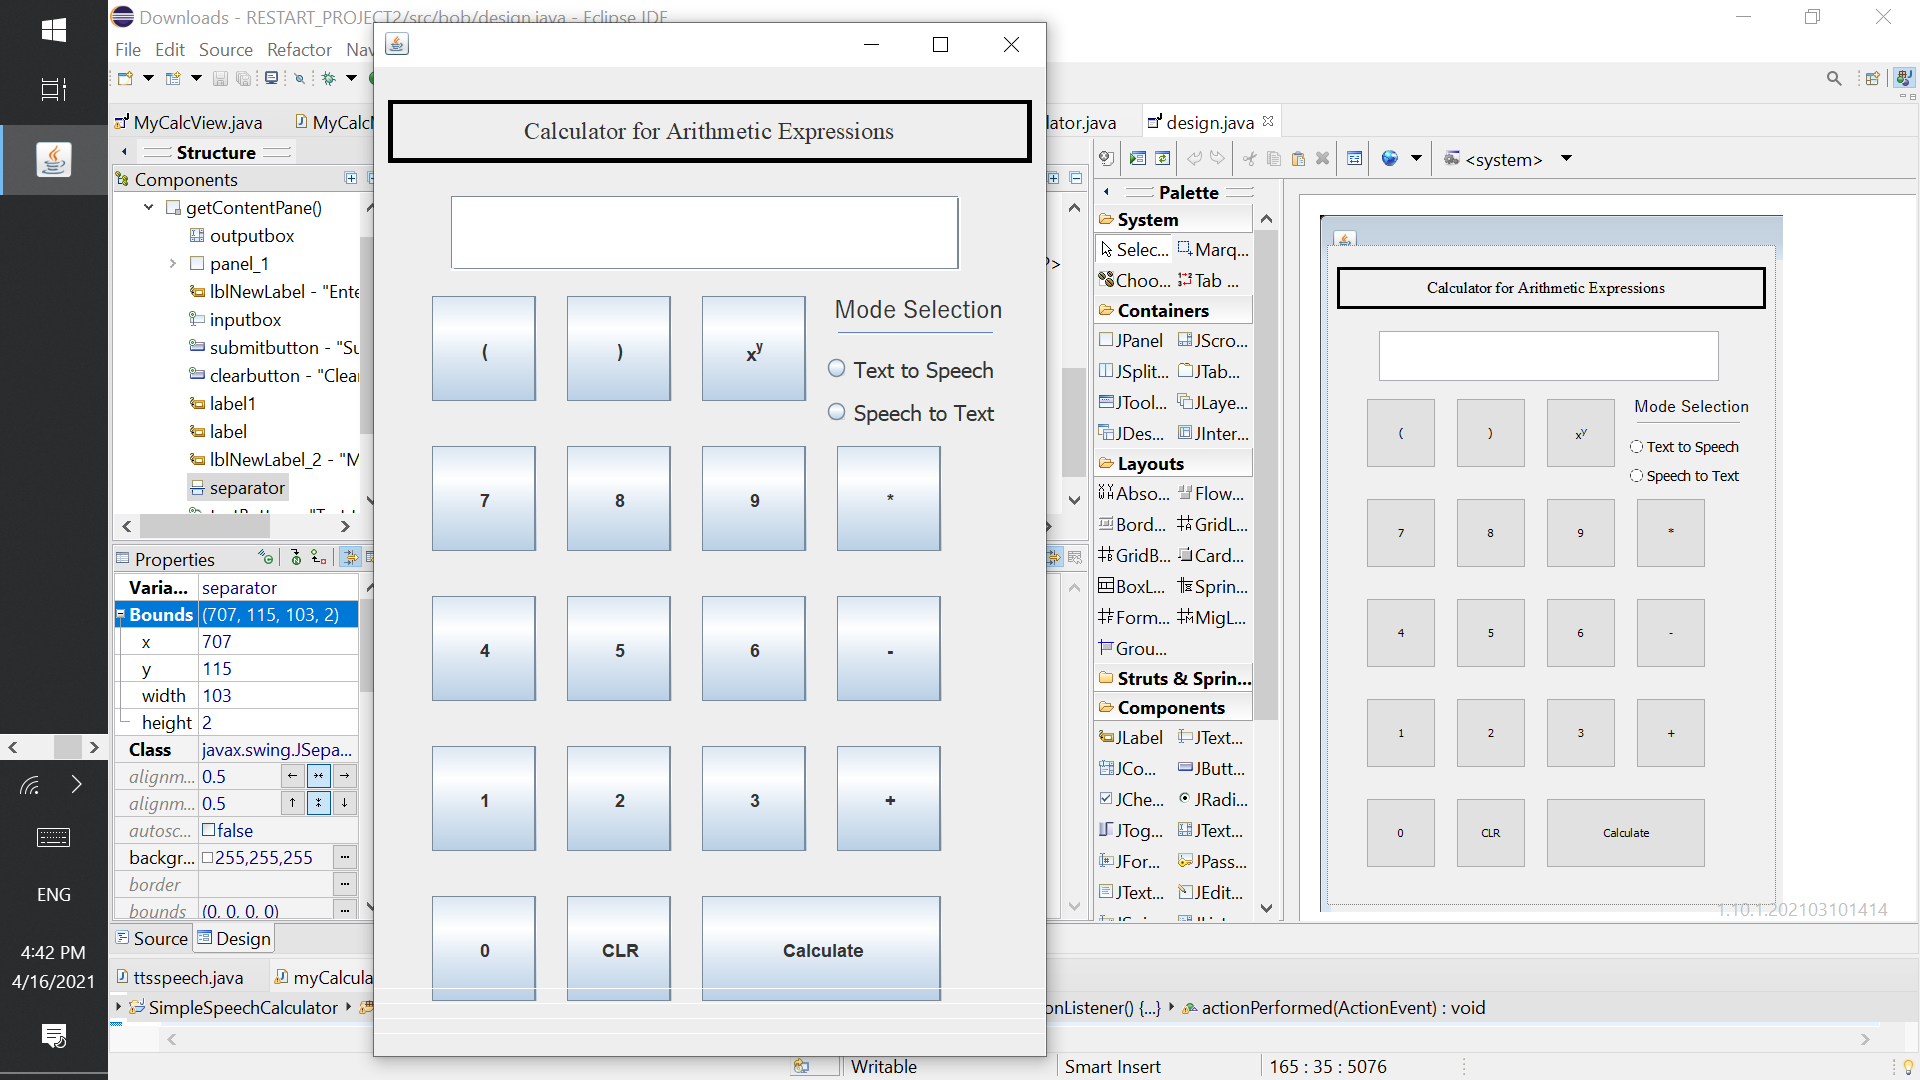 Downloads - RESTART_PROJECT2/src/bob/design.java - Eclipse IDE
File Edit Source Refactor Nav
MyCalcView.java
MyCalcM
lator.java
design.java
Structure
Components
getContentPane()
outputbox
panel_1
lblNewLabel - "Ente
inputbox
submitbutton - "Su
clearbutton - "Clea
label1
label
lblNewLabel_2 - "M
separator
Properties
Varia... separator
Bounds (707, 115, 103, 2)
x 707
y 115
width 103
height 2
Class javax.swing.JSepa...
alignm... 0.5
alignm... 0.5
autosc... false
backgr... 255,255,255
border
bounds (0, 0, 0, 0)
Source Design
ttsspeech.java
myCalcula
SimpleSpeechCalculator
onListener() {...}
actionPerformed(ActionEvent) : void
Writable
Smart Insert
165 : 35 : 5076
ENG
4:42 PM
4/16/2021
Calculator for Arithmetic Expressions
( ) xy
Mode Selection
Text to Speech
Speech to Text
7 8 9 *
4 5 6 -
1 2 3 +
0 CLR Calculate
<system>
Palette
System
Selec... Marq...
Choo... Tab ...
Containers
JPanel JScro...
JSplit... JTab...
JTool... JLaye...
JDes... JInter...
Layouts
Abso... Flow...
Bord... GridL...
GridB... Card...
BoxL... Sprin...
Form... MigL...
Grou...
Struts & Sprin...
Components
JLabel JText...
JCo... JButt...
JChe... JRadi...
JTog... JText...
JFor... JPass...
JText... JEdit...
Calculator for Arithmetic Expressions
( ) xy
Mode Selection
Text to Speech
Speech to Text
7 8 9 *
4 5 6 -
1 2 3 +
0 CLR Calculate
1.10.1.202103101414